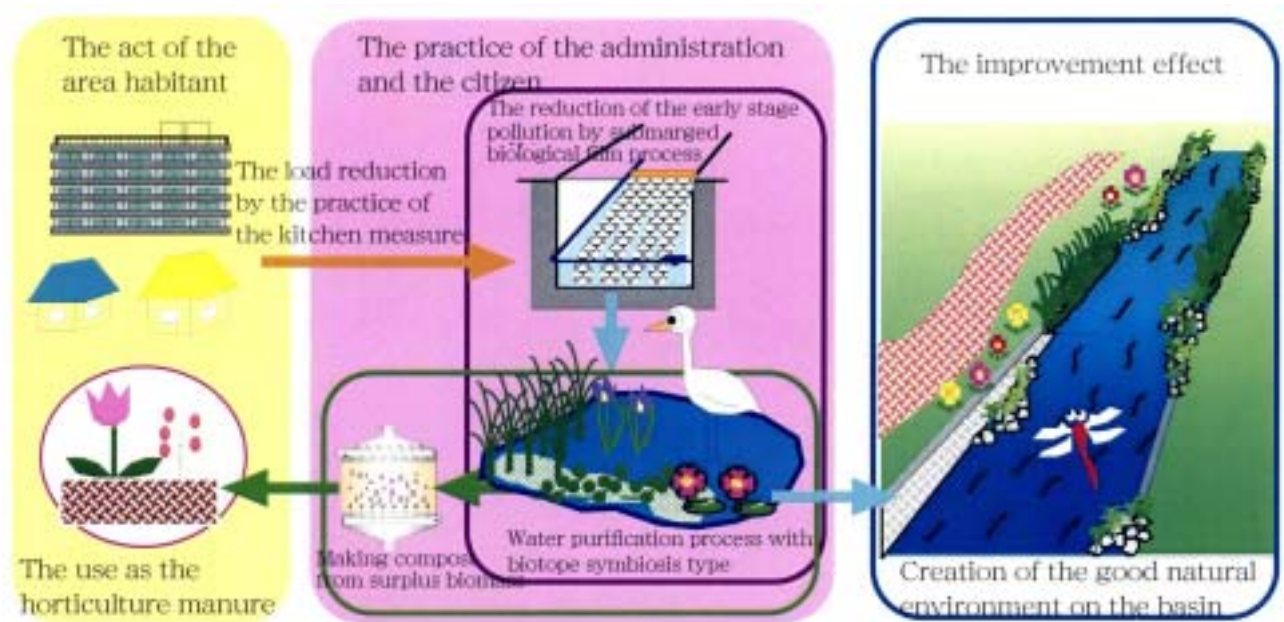 The act of the
area habitant
The practice of the administration
and the citizen
The improvement effect
The reduction of the early stage
pollution by submarged
biological film process
The load reduction
by the practice of
the kitchen measure
Water purification process with
biotope symbiosis type
Making compost
from surplus biomass
The use as the
horticulture manure
Creation of the good natural
environment on the basin